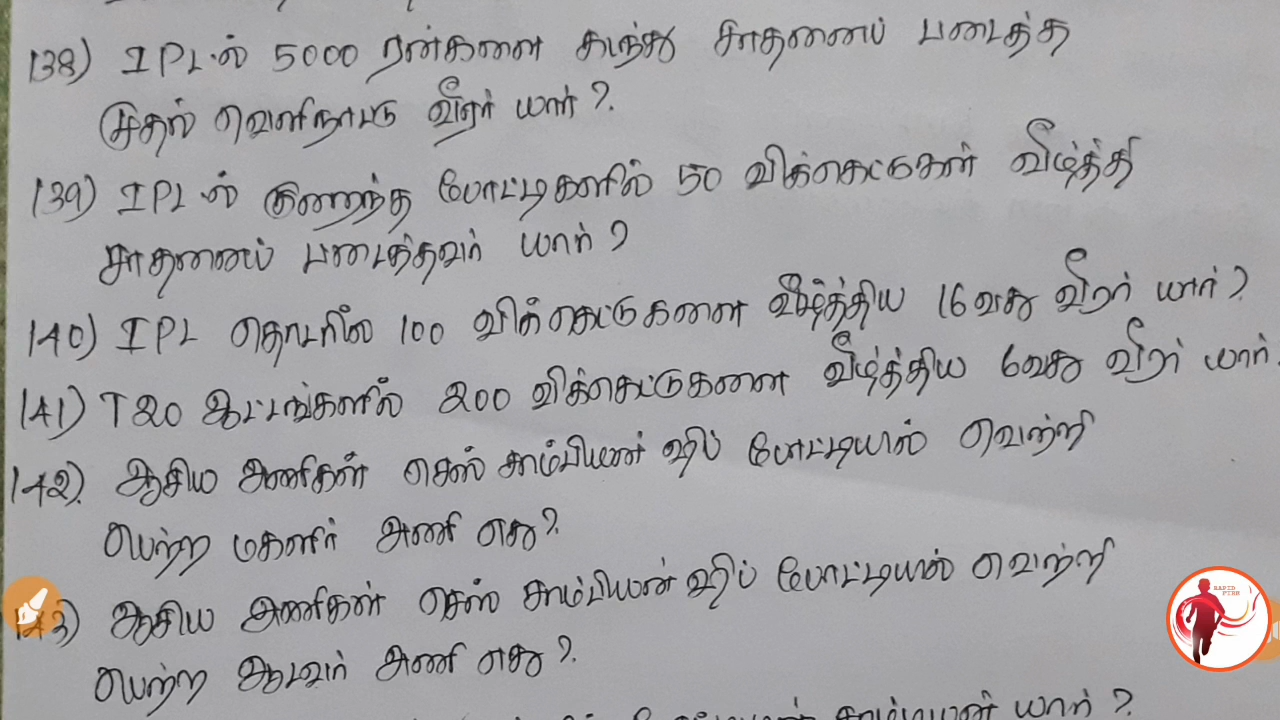 138) IPL-ல் 5000 ரன்களை கடந்து சாதனைப் படைத்த
முதல் வெளிநாட்டு வீரர் யார்?
139) IPL-ல் குறைந்த போட்டிகளில் 50 விக்கெட்டுகள் வீழ்த்தி
சாதனைப் படைத்தவர் யார்?
140) IPL தொடரில் 100 விக்கெட்டுகளை வீழ்த்திய 16வது வீரர் யார்?
141) T20 ஆட்டங்களில் 200 விக்கெட்டுகளை வீழ்த்திய 6வது வீரர் யார்.
142) ஆசிய அணிகள் செஸ் சாம்பியன் ஷிப் போட்டியில் வெற்றி
பெற்ற மகளிர் அணி எது?
143) ஆசிய அணிகள் செஸ் சாம்பியன் ஷிப் போட்டியில் வெற்றி
பெற்ற ஆடவர் அணி எது?
சாம்பியன் யார்?
RAPID